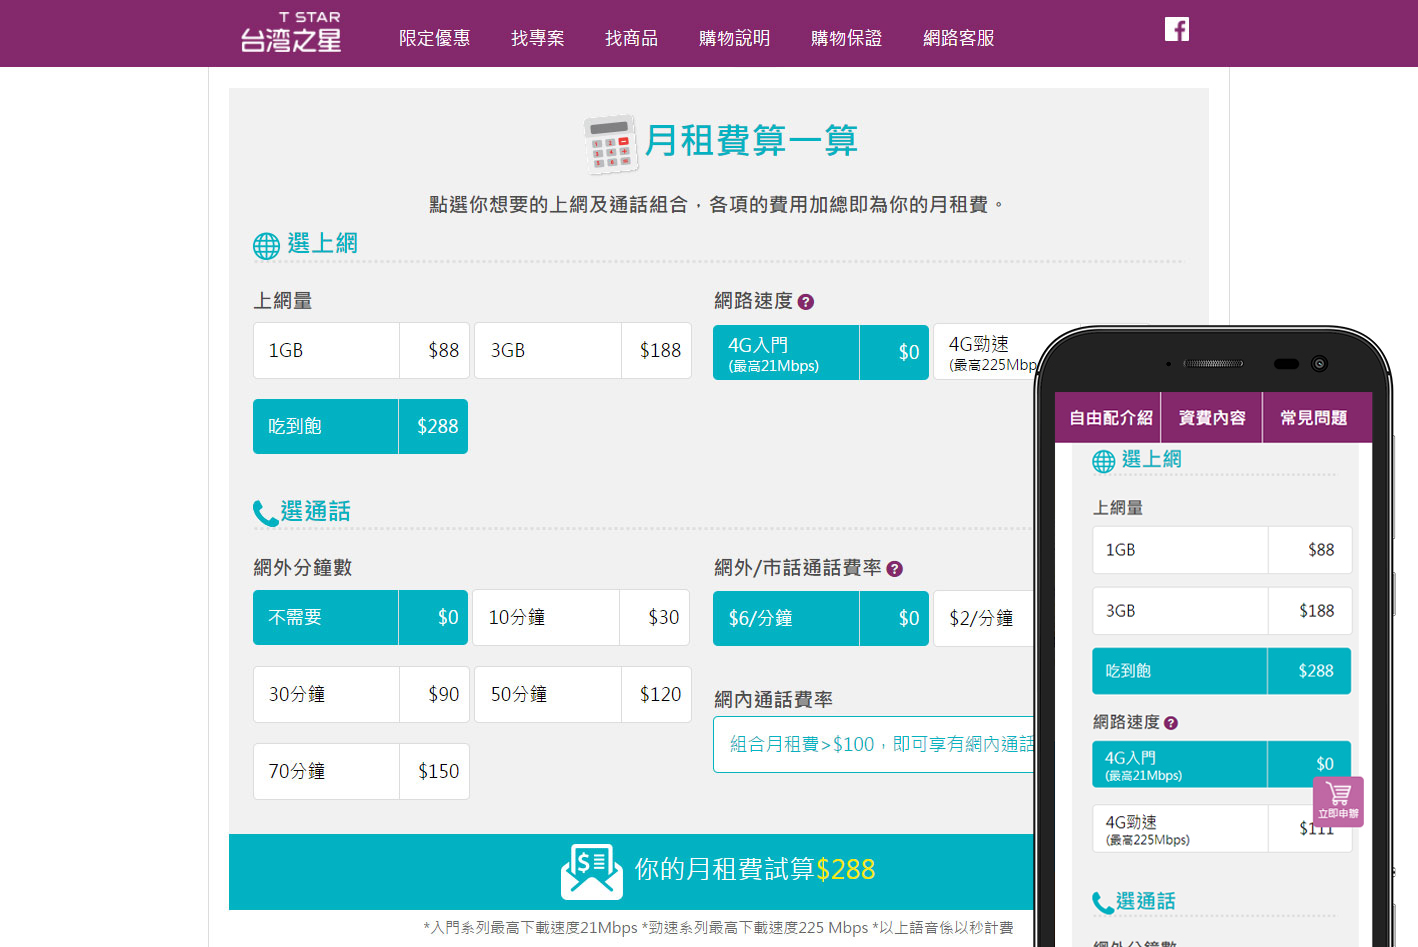 T STAR
台湾之星
限定優惠 找專案 找商品 購物說明 購物保證 網路客服
月租費算一算
點選你想要的上網及通話組合，各項的費用加總即為你的月租費。
選上網
上網量
1GB $88 3GB $188
吃到飽 $288
網路速度 ?
4G入門 $0
(最高21Mbps)
4G勁速
(最高225Mbp
選通話
網外分鐘數
不需要 $0 10分鐘 $30
30分鐘 $90 50分鐘 $120
70分鐘 $150
網外/市話通話費率 ?
$6/分鐘 $0 $2/分鐘
網內通話費率
組合月租費>$100，即可享有網內通話
你的月租費試算$288
*入門系列最高下載速度21Mbps *勁速系列最高下載速度225 Mbps *以上語音係以秒計費
自由配介紹 資費內容 常見問題
選上網
上網量
1GB $88
3GB $188
吃到飽 $288
網路速度 ?
4G入門 $0
(最高21Mbps)
立即申辦
4G勁速 $111
(最高225Mbps)
選通話
網外分鐘數